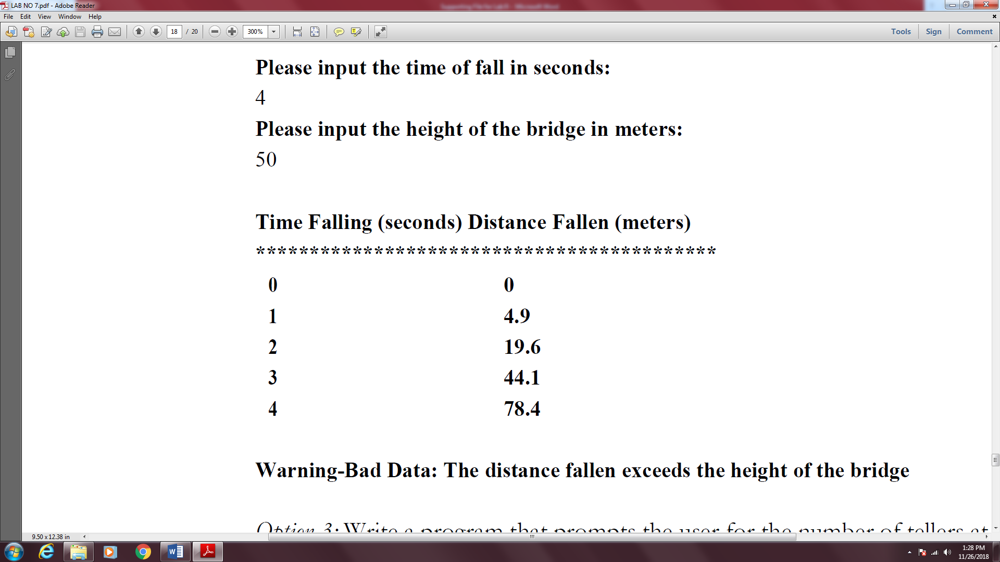 LAB NO 7.pdf - Adobe Reader
File Edit View Window Help
18 / 20 300% Tools Sign Comment
Please input the time of fall in seconds:
4
Please input the height of the bridge in meters:
50
Time Falling (seconds) Distance Fallen (meters)
*******************************************
0 0
1 4.9
2 19.6
3 44.1
4 78.4
Warning-Bad Data: The distance fallen exceeds the height of the bridge
Option 3: Write a program that prompts the user for the number of tellers at
9.50 x 12.38 in
1:28 PM
11/26/2018